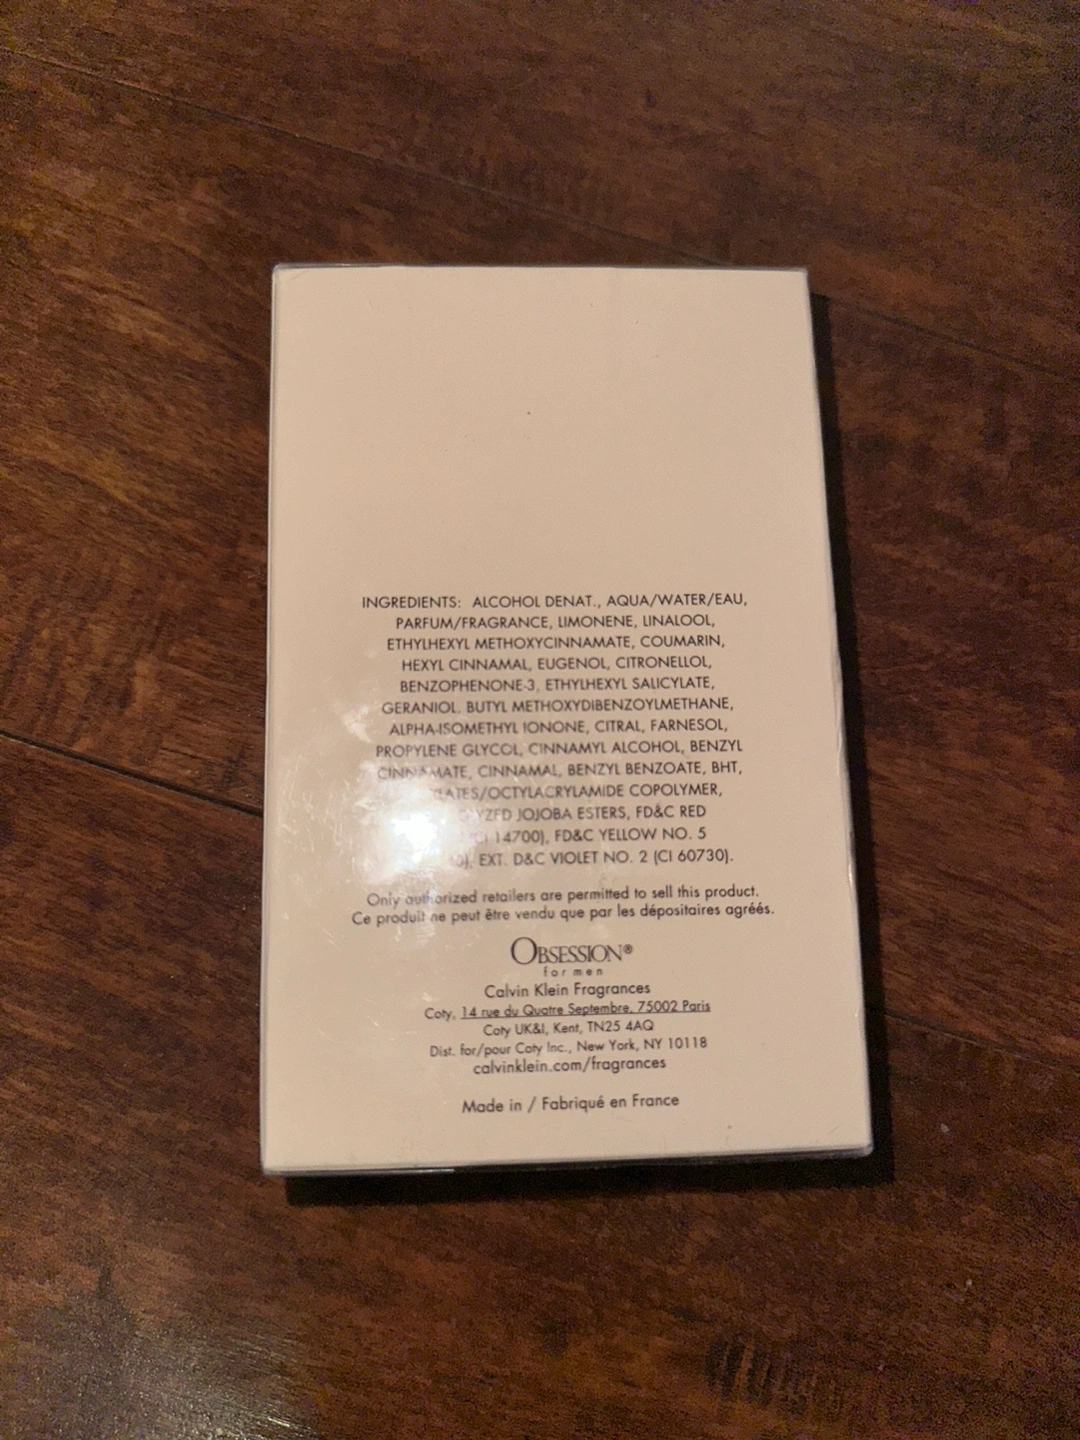 INGREDIENTS: ALCOHOL DENAT., AQUA/WATER/EAU,
PARFUM/FRAGRANCE, LIMONENE, LINALOOL,
ETHYLHEXYL METHOXYCINNAMATE, COUMARIN,
HEXYL CINNAMAL, EUGENOL, CITRONELLOL,
BENZOPHENONE-3, ETHYLHEXYL SALICYLATE,
GERANIOL. BUTYL METHOXYDIBENZOYLMETHANE,
ALPHA-ISOMETHYL IONONE, CITRAL, FARNESOL,
PROPYLENE GLYCOL, CINNAMYL ALCOHOL, BENZYL
CINNAMATE, CINNAMAL, BENZYL BENZOATE, BHT,
COPOLYMER,
JOJOBA ESTERS, FD&C RED
14700), FD&C YELLOW NO. 5
EXT. D&C VIOLET NO. 2 (CI 60730).
Only authorized retailers are permitted to sell this product.
Ce produit ne peut être vendu que par les dépositaires agréés.
OBSESSION®
for men
Calvin Klein Fragrances
Coty, 14 rue du Quatre Septembre, 75002 Paris
Coty UK&I, Kent, TN25 4AQ
Dist. for/pour Coty Inc., New York, NY 10118
calvinklein.com/fragrances
Made in / Fabriqué en France